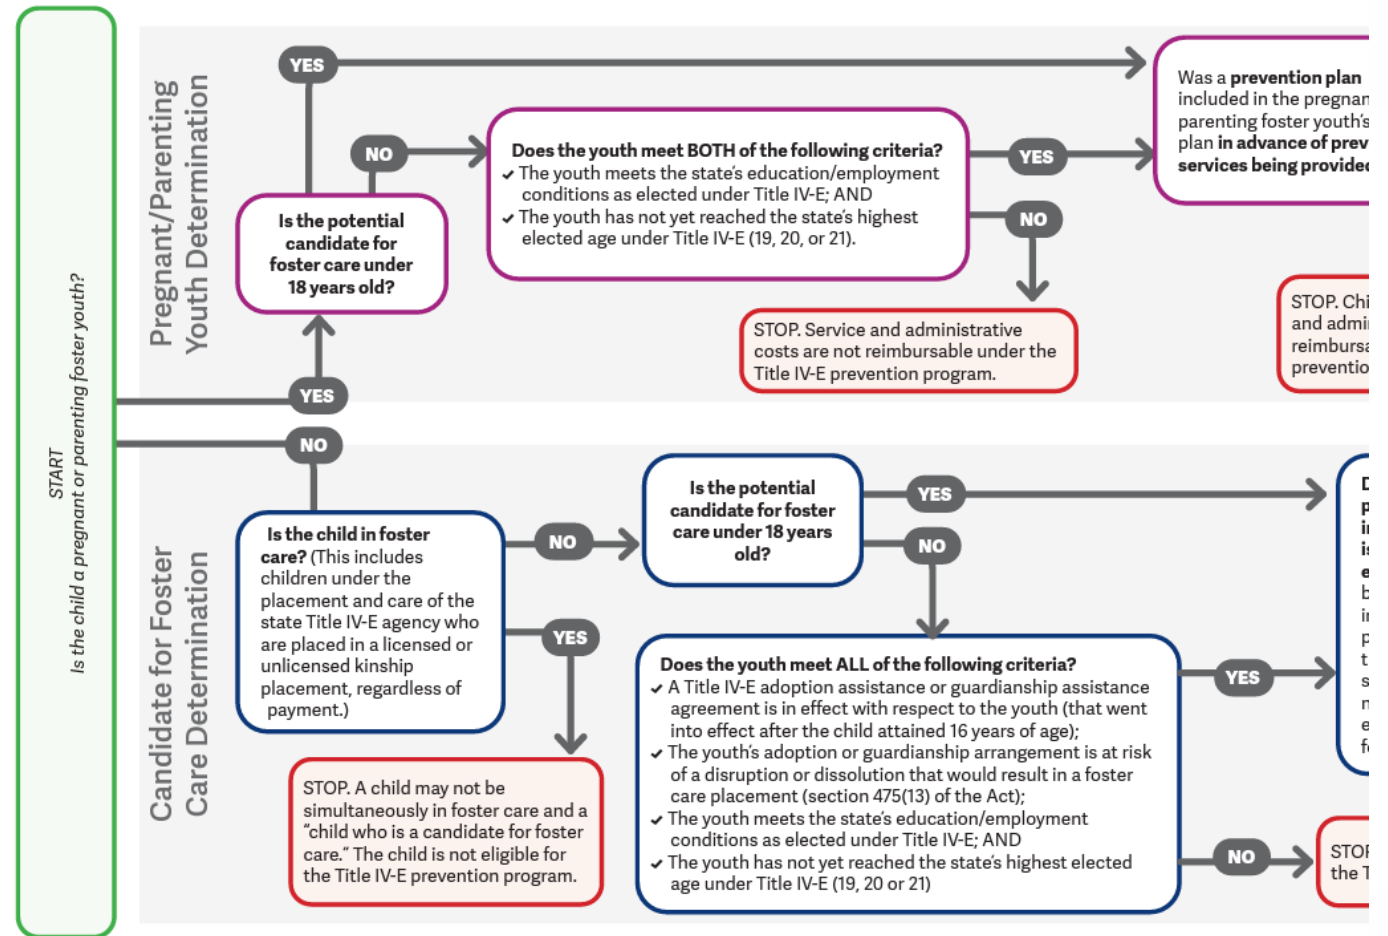 START
Is the child a pregnant or parenting foster youth?
Pregnant/Parenting
Youth Determination
YES
NO
Is the potential
candidate for
foster care under
18 years old?
YES
Does the youth meet BOTH of the following criteria?
✓ The youth meets the state's education/employment
conditions as elected under Title IV-E; AND
✓ The youth has not yet reached the state's highest
elected age under Title IV-E (19, 20, or 21).
YES
NO
STOP. Service and administrative
costs are not reimbursable under the
Title IV-E prevention program.
Was a prevention plan
included in the
parenting foster youth's
plan in advance of
services being
STOP.
and
Candidate for Foster
Care Determination
NO
Is the child in foster
care? (This includes
children under the
placement and care of the
state Title IV-E agency who
are placed in a licensed or
unlicensed kinship
placement, regardless of
payment.)
NO
YES
STOP. A child may not be
simultaneously in foster care and a
“child who is a candidate for foster
care.” The child is not eligible for
the Title IV-E prevention program.
Is the potential
candidate for foster
care under 18 years
old?
YES
NO
Does the youth meet ALL of the following criteria?
✓ A Title IV-E adoption assistance or guardianship assistance
agreement is in effect with respect to the youth (that went
into effect after the child attained 16 years of age);
✓ The youth's adoption or guardianship arrangement is at risk
of a disruption or dissolution that would result in a foster
care placement (section 475(13) of the Act);
✓ The youth meets the state's education/employment
conditions as elected under Title IV-E; AND
✓ The youth has not yet reached the state's highest elected
age under Title IV-E (19, 20 or 21)
YES
NO
the